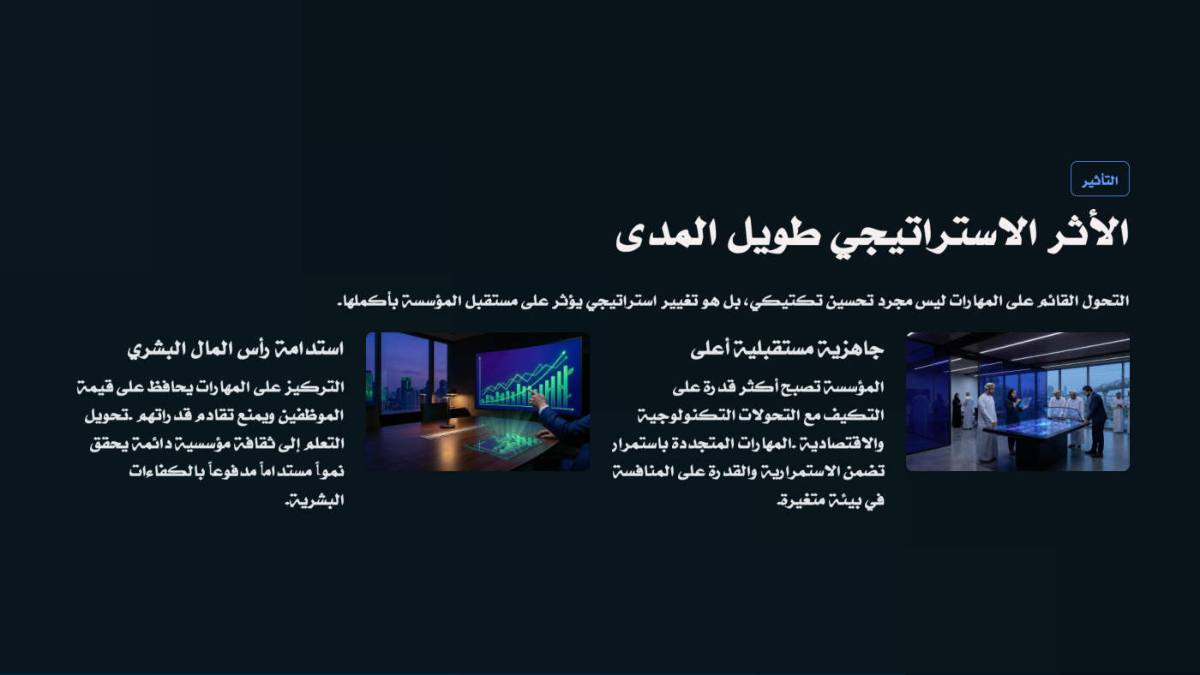 التأثير
الأثر الاستراتيجي طويل المدى
التحول القائم على المهارات ليس مجرد تحسين تكتيكي، بل هو تغيير استراتيجي يؤثر على مستقبل المؤسسة بأكملها.
جاهزية مستقبلية أعلى
المؤسسة تصبح أكثر قدرة على
التكيف مع التحولات التكنولوجية
والاقتصادية .المهارات المتجددة باستمرار
تضمن الاستمرارية والقدرة على المنافسة
في بيئة متغيرة.
استدامة رأس المال البشري
التركيز على المهارات يحافظ على قيمة
الموظفين ويمنع تقادم قدراتهم .تحويل
التعلم إلى ثقافة مؤسسية دائمة يحقق
نمواً مستداماً مدفوعاً بالكفاءات
البشرية.